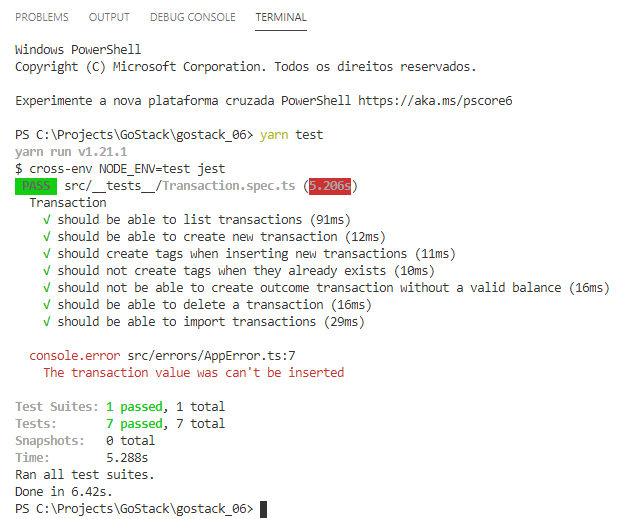 PROBLEMS OUTPUT DEBUG CONSOLE TERMINAL
Windows PowerShell
Copyright (C) Microsoft Corporation. Todos os direitos reservados.
Experimente a nova plataforma cruzada PowerShell https://aka.ms/pscore6
PS C:\Projects\GoStack\gostack_06> yarn test
yarn run v1.21.1
$ cross-env NODE_ENV=test jest
PASS src/__tests__/Transaction.spec.ts (5.206s)
Transaction
√ should be able to list transactions (91ms)
√ should be able to create new transaction (12ms)
√ should create tags when inserting new transactions (11ms)
√ should not create tags when they already exists (10ms)
√ should not be able to create outcome transaction without a valid balance (16ms)
√ should be able to delete a transaction (16ms)
√ should be able to import transactions (29ms)
console.error src/errors/AppError.ts:7
The transaction value was can't be inserted
Test Suites: 1 passed, 1 total
Tests: 7 passed, 7 total
Snapshots: 0 total
Time: 5.288s
Ran all test suites.
Done in 6.42s.
PS C:\Projects\GoStack\gostack_06>